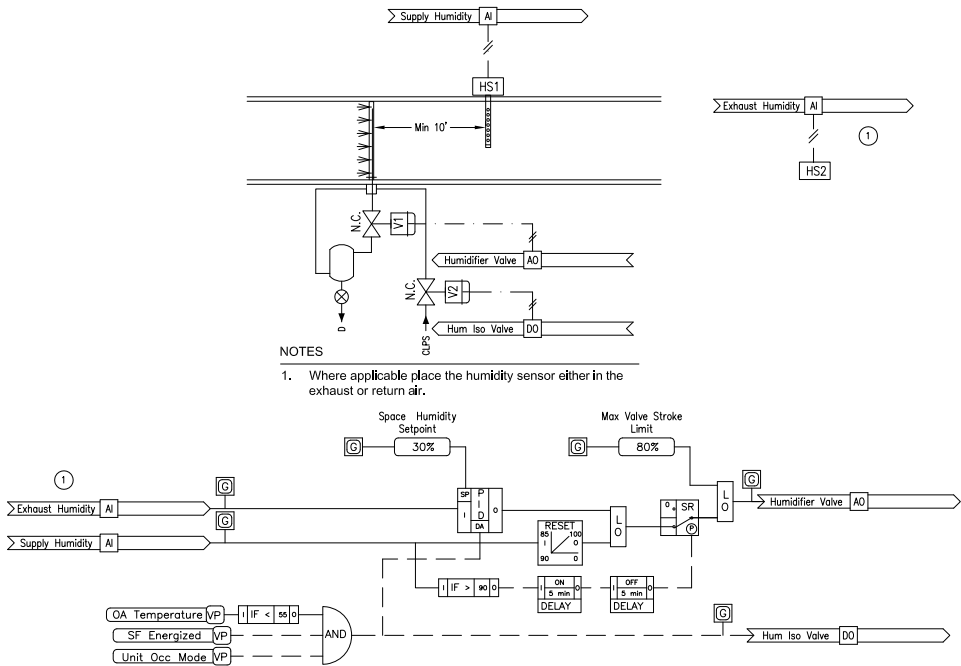 Supply Humidity AI
HS1
Exhaust Humidity AI
1
HS2
Min 10'
N.C.
V1
Humidifier Valve AO
N.C.
V2
Hum Iso Valve DO
D
CLPS
NOTES
1. Where applicable place the humidity sensor either in the
exhaust or return air.
Space Humidity
Setpoint
G 30%
Max Valve Stroke
Limit
G 80%
1
Exhaust Humidity AI
G
Supply Humidity AI
G
SP
I
P
I
D
DA
O
RESET
85 100
I O
90 0
L
O
0
SR
P
L
O
G
Humidifier Valve AO
I IF > 90 O
ON
I 5 min O
DELAY
OFF
I 5 min O
DELAY
OA Temperature VP
I IF < 55 O
SF Energized VP
Unit Occ Mode VP
AND
G
Hum Iso Valve DO